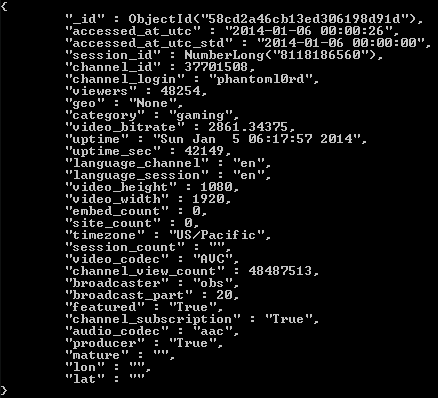 {
"_id" : ObjectId("58cd2a46cb13ed306198d91d"),
"accessed_at_utc" : "2014-01-06 00:00:26",
"accessed_at_utc_std" : "2014-01-06 00:00:00",
"session_id" : NumberLong("8118186560"),
"channel_id" : 37701508,
"channel_login" : "phantoml0rd",
"viewers" : 48254,
"geo" : "None",
"category" : "gaming",
"video_bitrate" : 2861.34375,
"uptime" : "Sun Jan  5 06:17:57 2014",
"uptime_sec" : 42149,
"language_channel" : "en",
"language_session" : "en",
"video_height" : 1080,
"video_width" : 1920,
"embed_count" : 0,
"site_count" : 0,
"timezone" : "US/Pacific",
"session_count" : "",
"video_codec" : "AVC",
"channel_view_count" : 48487513,
"broadcaster" : "obs",
"broadcast_part" : 20,
"featured" : "True",
"channel_subscription" : "True",
"audio_codec" : "aac",
"producer" : "True",
"mature" : "",
"lon" : "",
"lat" : ""
}